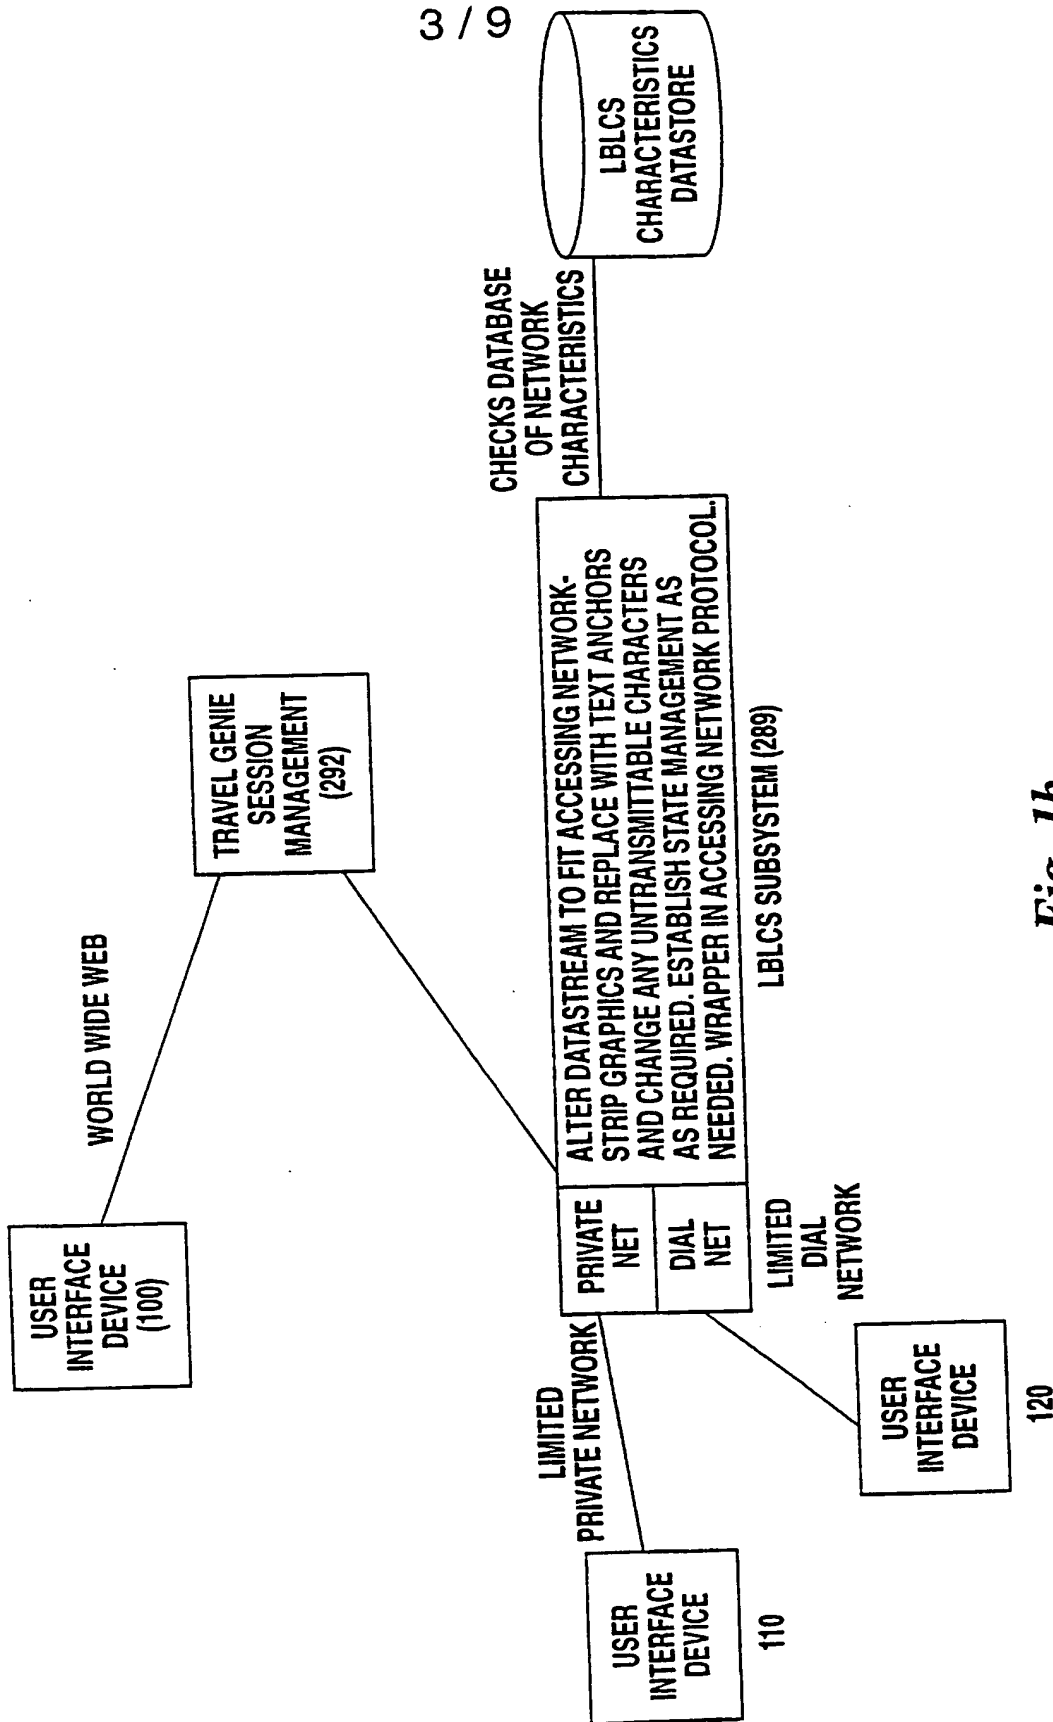 3 / 9
USER
INTERFACE
DEVICE
(100)
WORLD WIDE WEB
TRAVEL GENIE
SESSION
MANAGEMENT
(292)
LIMITED
PRIVATE NETWORK
USER
INTERFACE
DEVICE
110
PRIVATE
NET
DIAL
NET
LIMITED
DIAL
NETWORK
USER
INTERFACE
DEVICE
120
ALTER DATASTREAM TO FIT ACCESSING NETWORK-
STRIP GRAPHICS AND REPLACE WITH TEXT ANCHORS
AND CHANGE ANY UNTRANSMITTABLE CHARACTERS
AS REQUIRED. ESTABLISH STATE MANAGEMENT AS
NEEDED. WRAPPER IN ACCESSING NETWORK PROTOCOL.
LBLCS SUBSYSTEM (289)
CHECKS DATABASE
OF NETWORK
CHARACTERISTICS
LBLCS
CHARACTERISTICS
DATASTORE
Fig. 1b